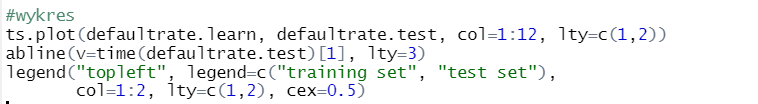 #wykres
ts.plot(defaultrate.learn, defaultrate.test, col=1:12, lty=c(1,2))
abline(v=time(defaultrate.test)[1], lty=3)
legend("topleft", legend=c("training set", "test set"),
       col=1:2, lty=c(1,2), cex=0.5)